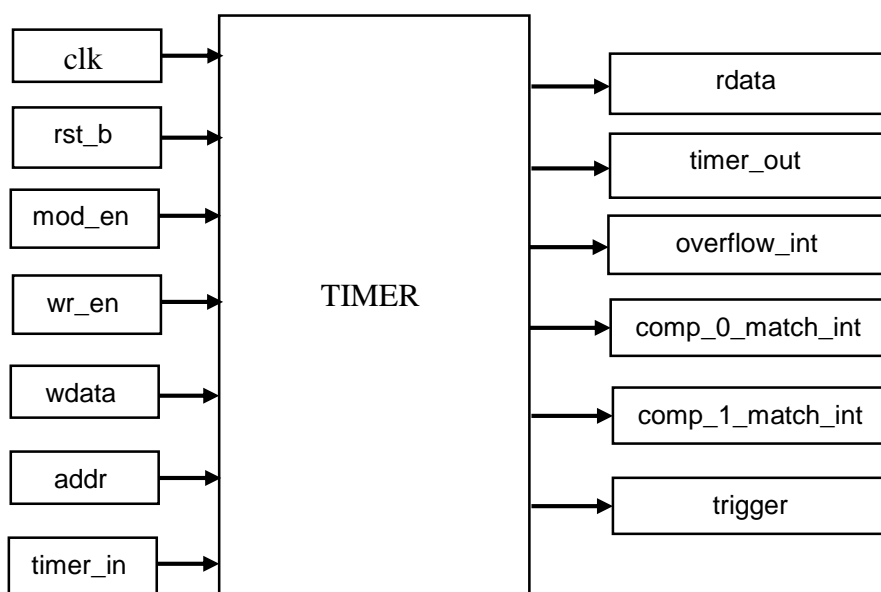 clk
rst_b
mod_en
wr_en
wdata
addr
timer_in
TIMER
rdata
timer_out
overflow_int
comp_0_match_int
comp_1_match_int
trigger